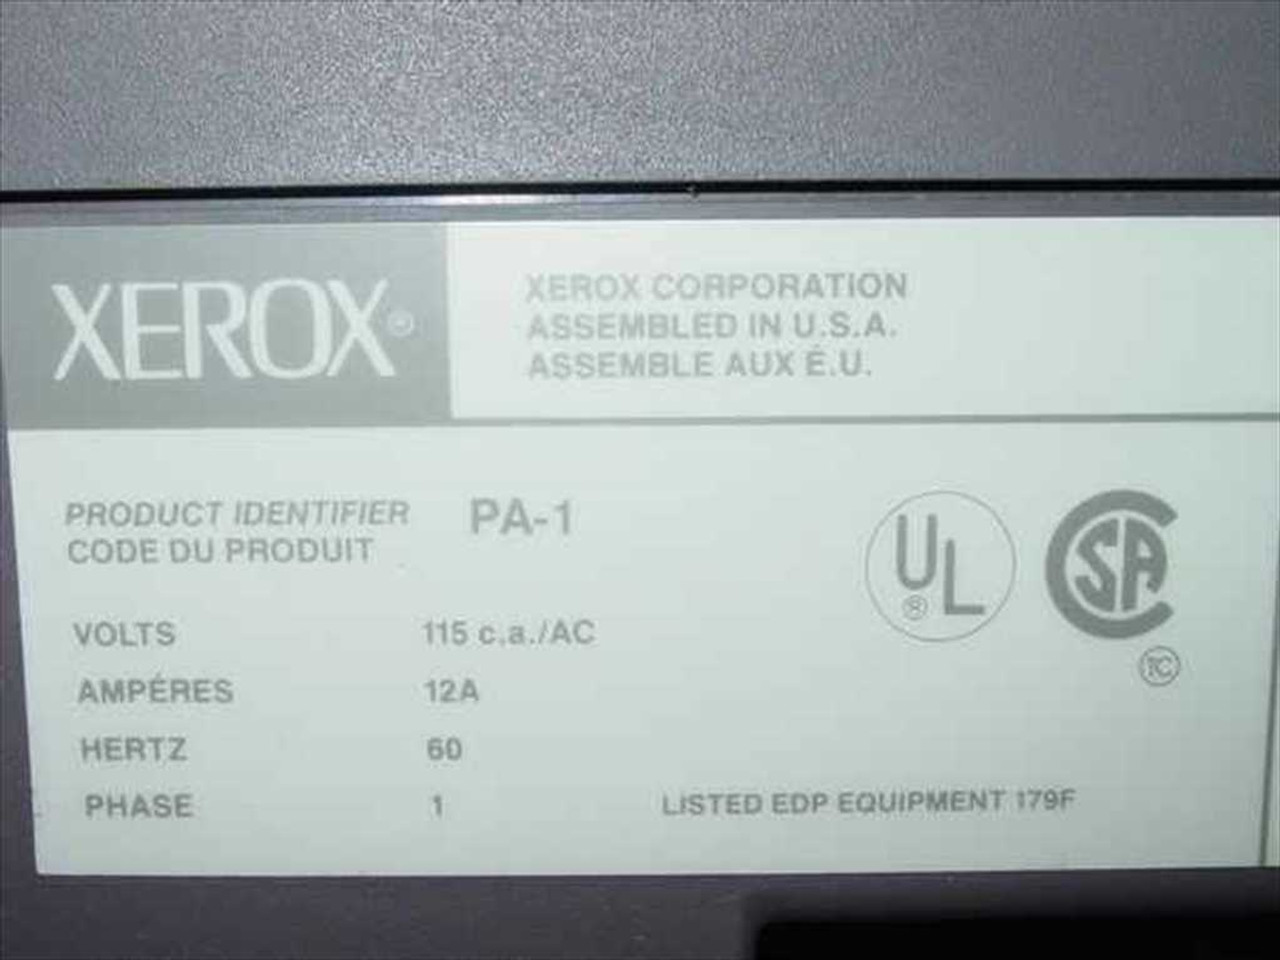 XEROX®
XEROX CORPORATION
ASSEMBLED IN U.S.A.
ASSEMBLE AUX É.U.
PRODUCT IDENTIFIER PA-1
CODE DU PRODUIT
VOLTS 115 c.a./AC
AMPÉRES 12A
HERTZ 60
PHASE 1
UL®
SA
TC
LISTED EDP EQUIPMENT 179F